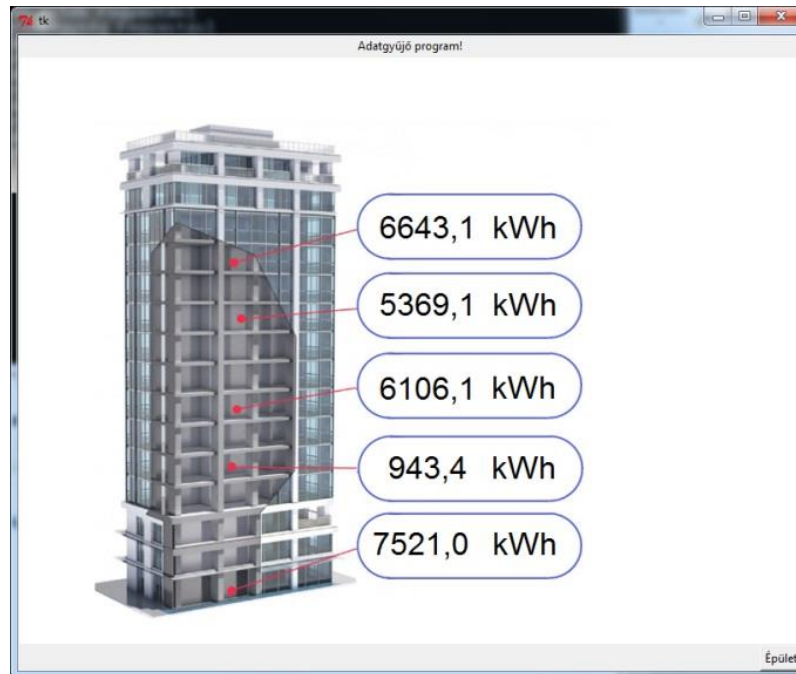 tk
Adatgyűjő program!
6643,1 kWh
5369,1 kWh
6106,1 kWh
943,4 kWh
7521,0 kWh
Épület